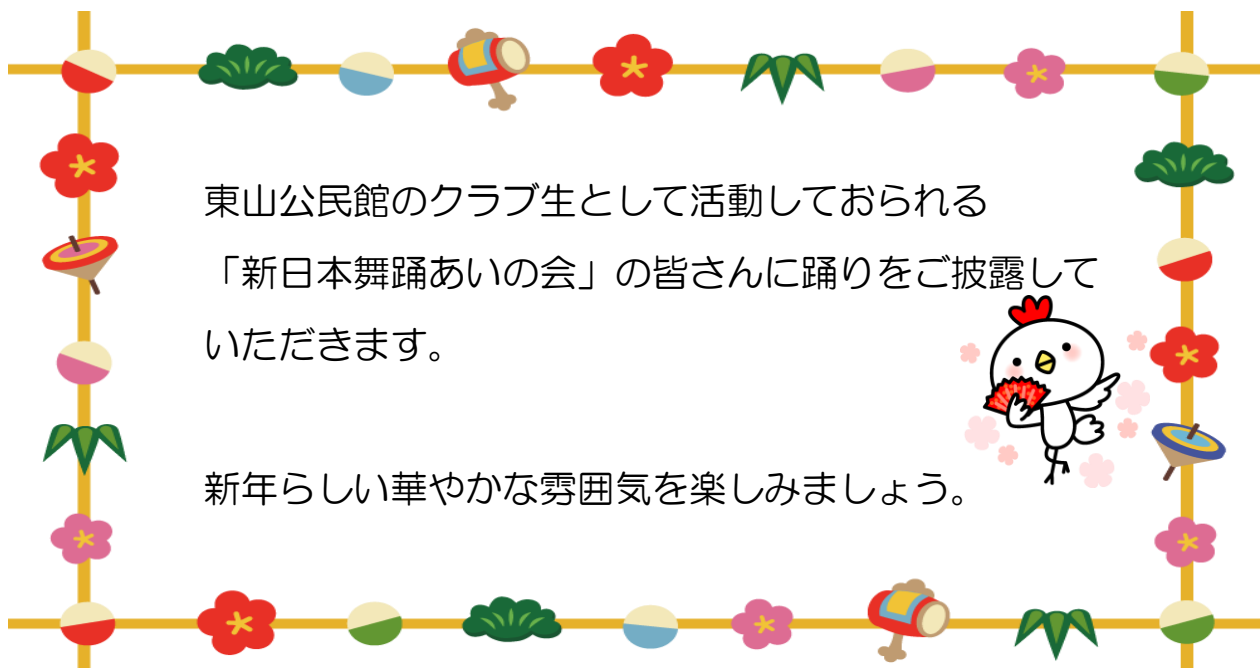 東山公民館のクラブ生として活動しておられる
「新日本舞踊あいの会」の皆さんに踊りをご披露して
いただきます。
新年らしい華やかな雰囲気を楽しみましょう。